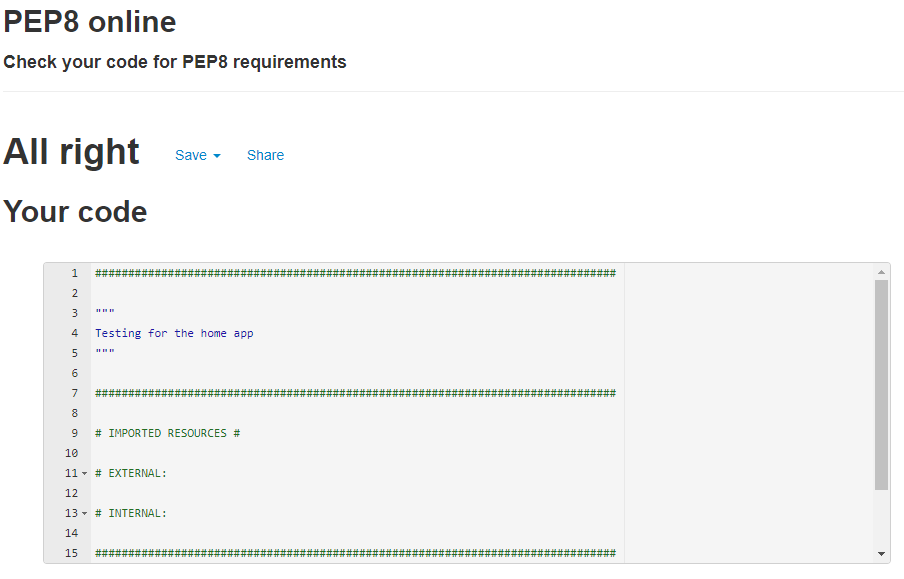 PEP8 online
Check your code for PEP8 requirements
All right Save Share
Your code
1 ###############################################################################
2
3 """
4 Testing for the home app
5 """
6
7 ###############################################################################
8
9 # IMPORTED RESOURCES #
10
11 # EXTERNAL:
12
13 # INTERNAL:
14
15 ###############################################################################